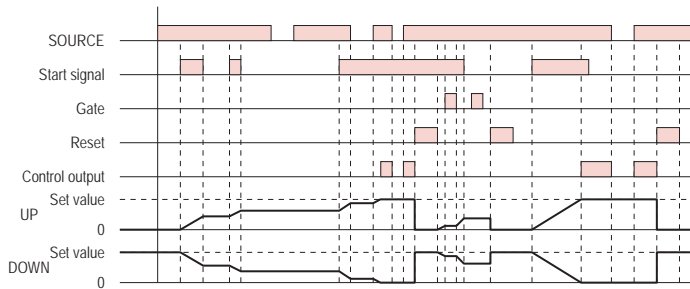 SOURCE
Start signal
Gate
Reset
Control output
Set value
UP
0
Set value
DOWN
0